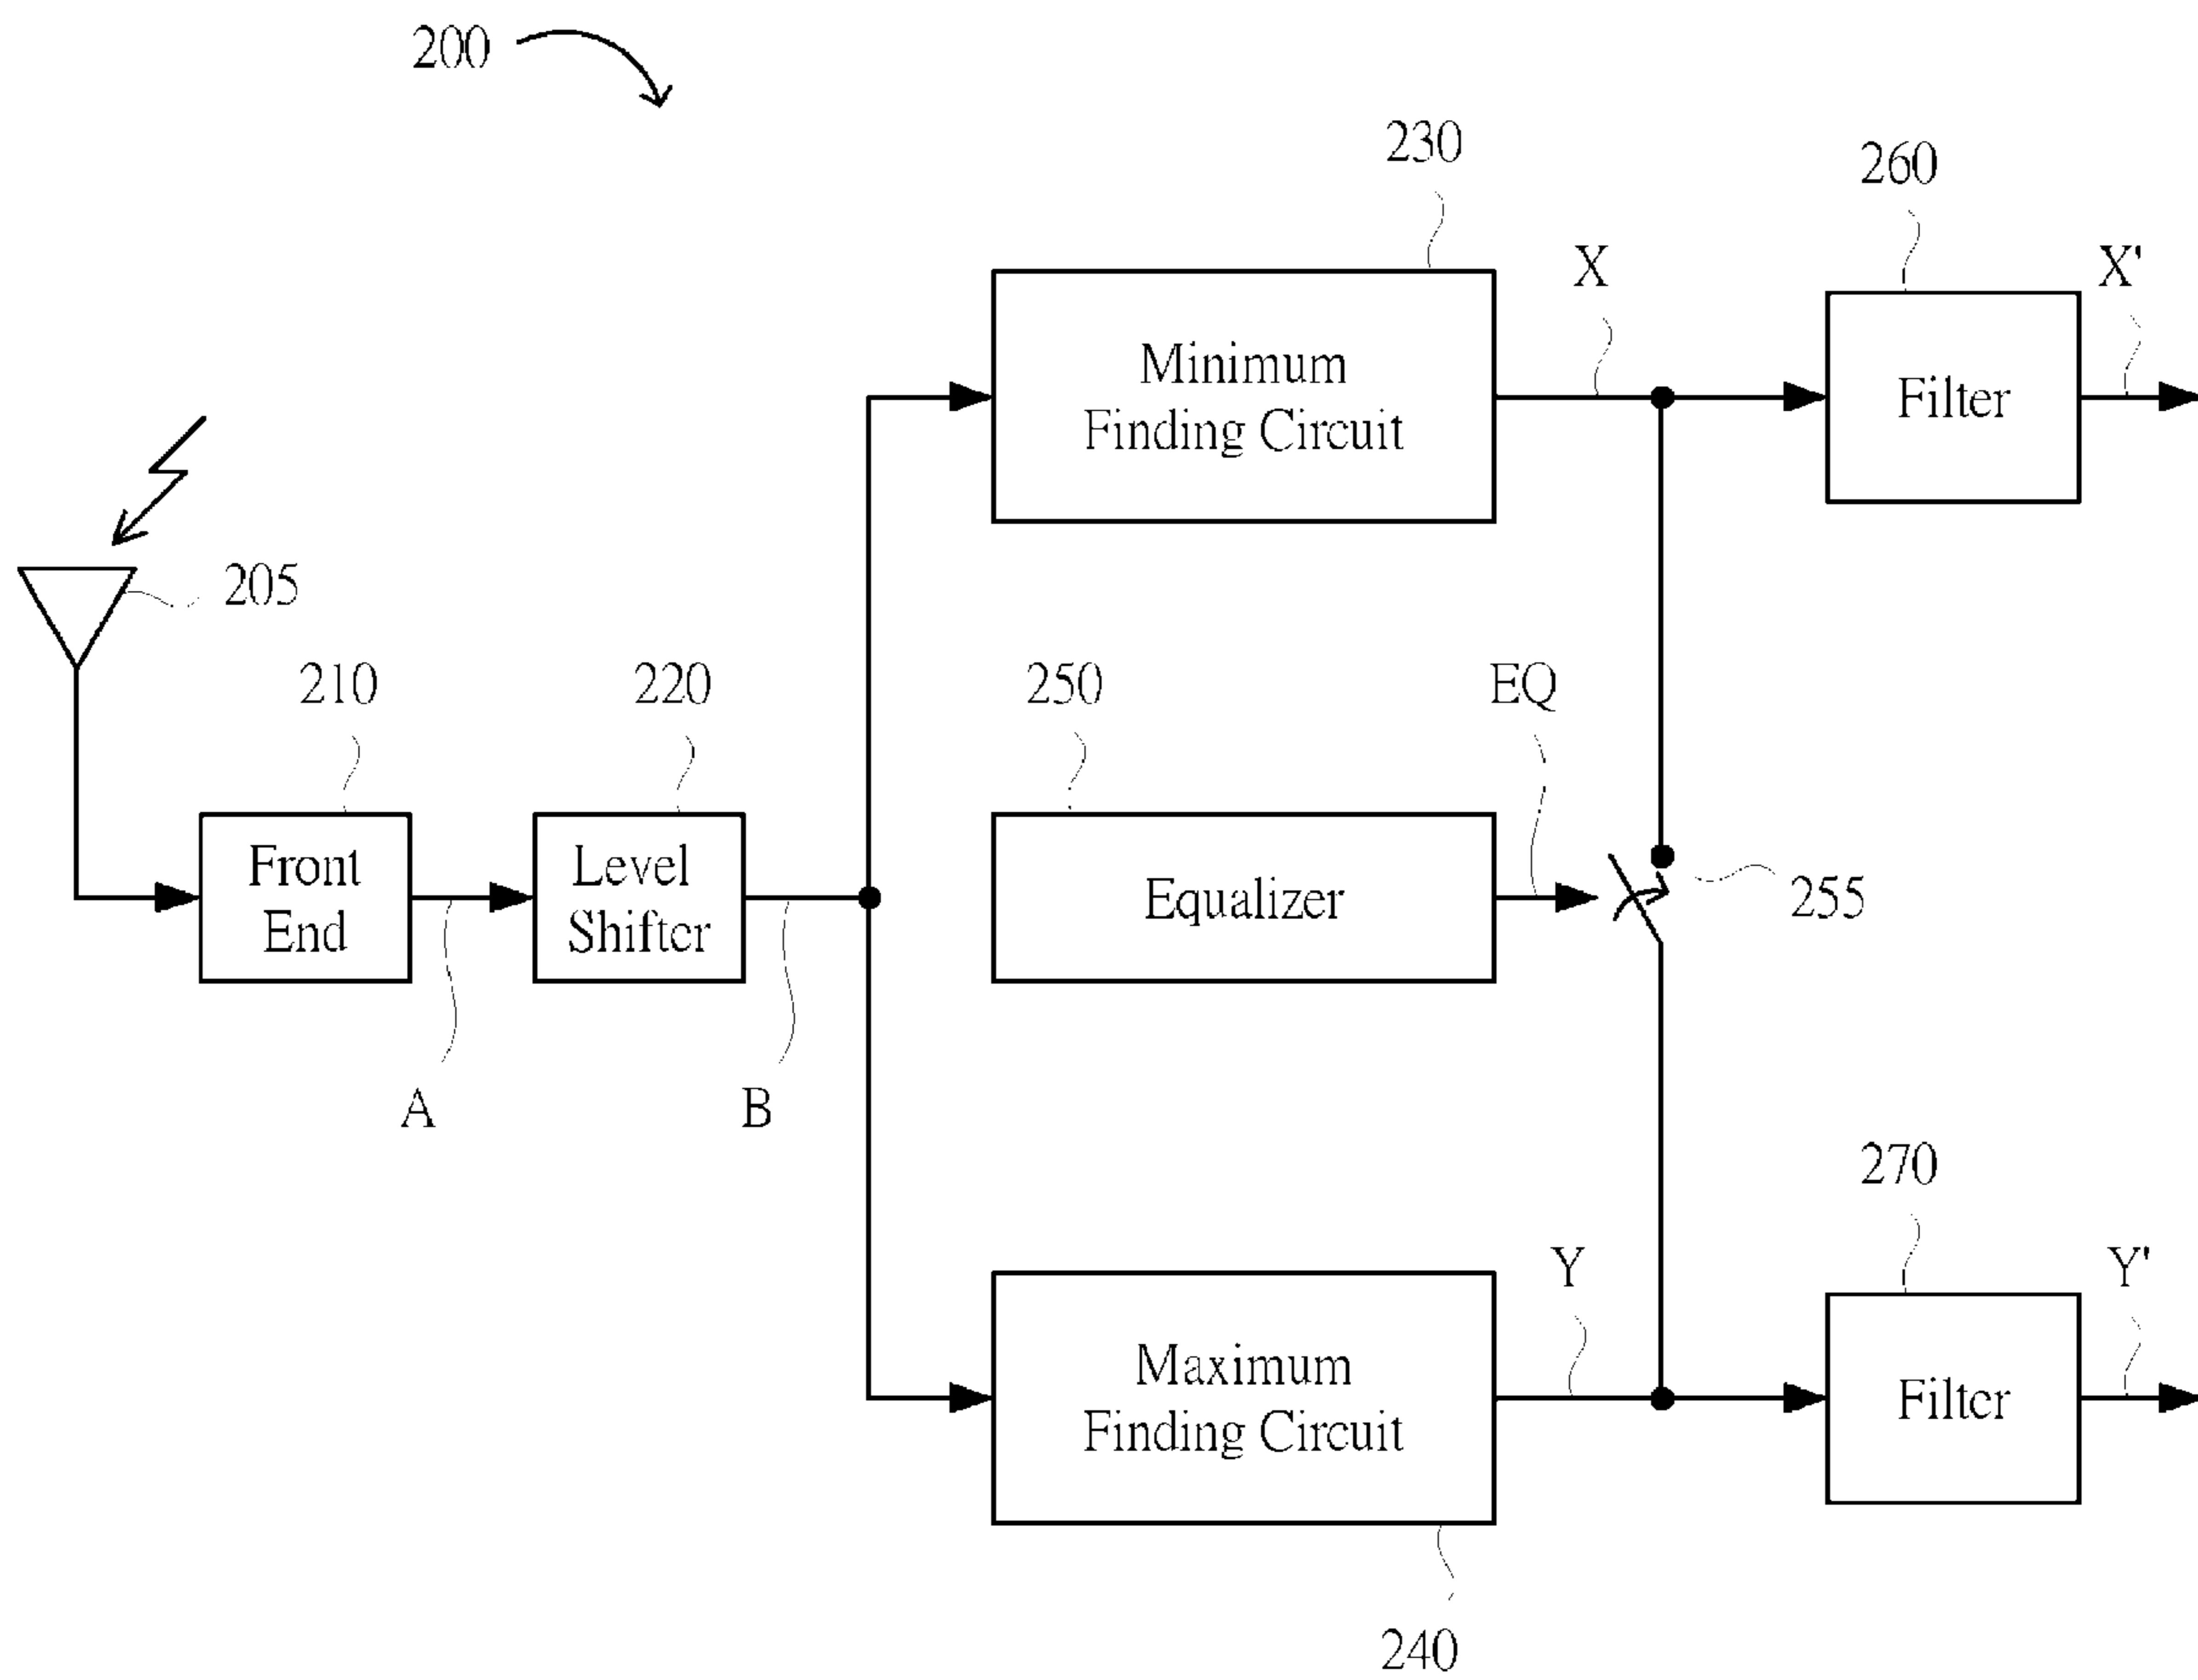 200
230
260
X
X'
Minimum
Finding Circuit
Filter
205
210
220
250
EQ
Front
End
Level
Shifter
Equalizer
255
A
B
270
Y
Y'
Maximum
Finding Circuit
Filter
240